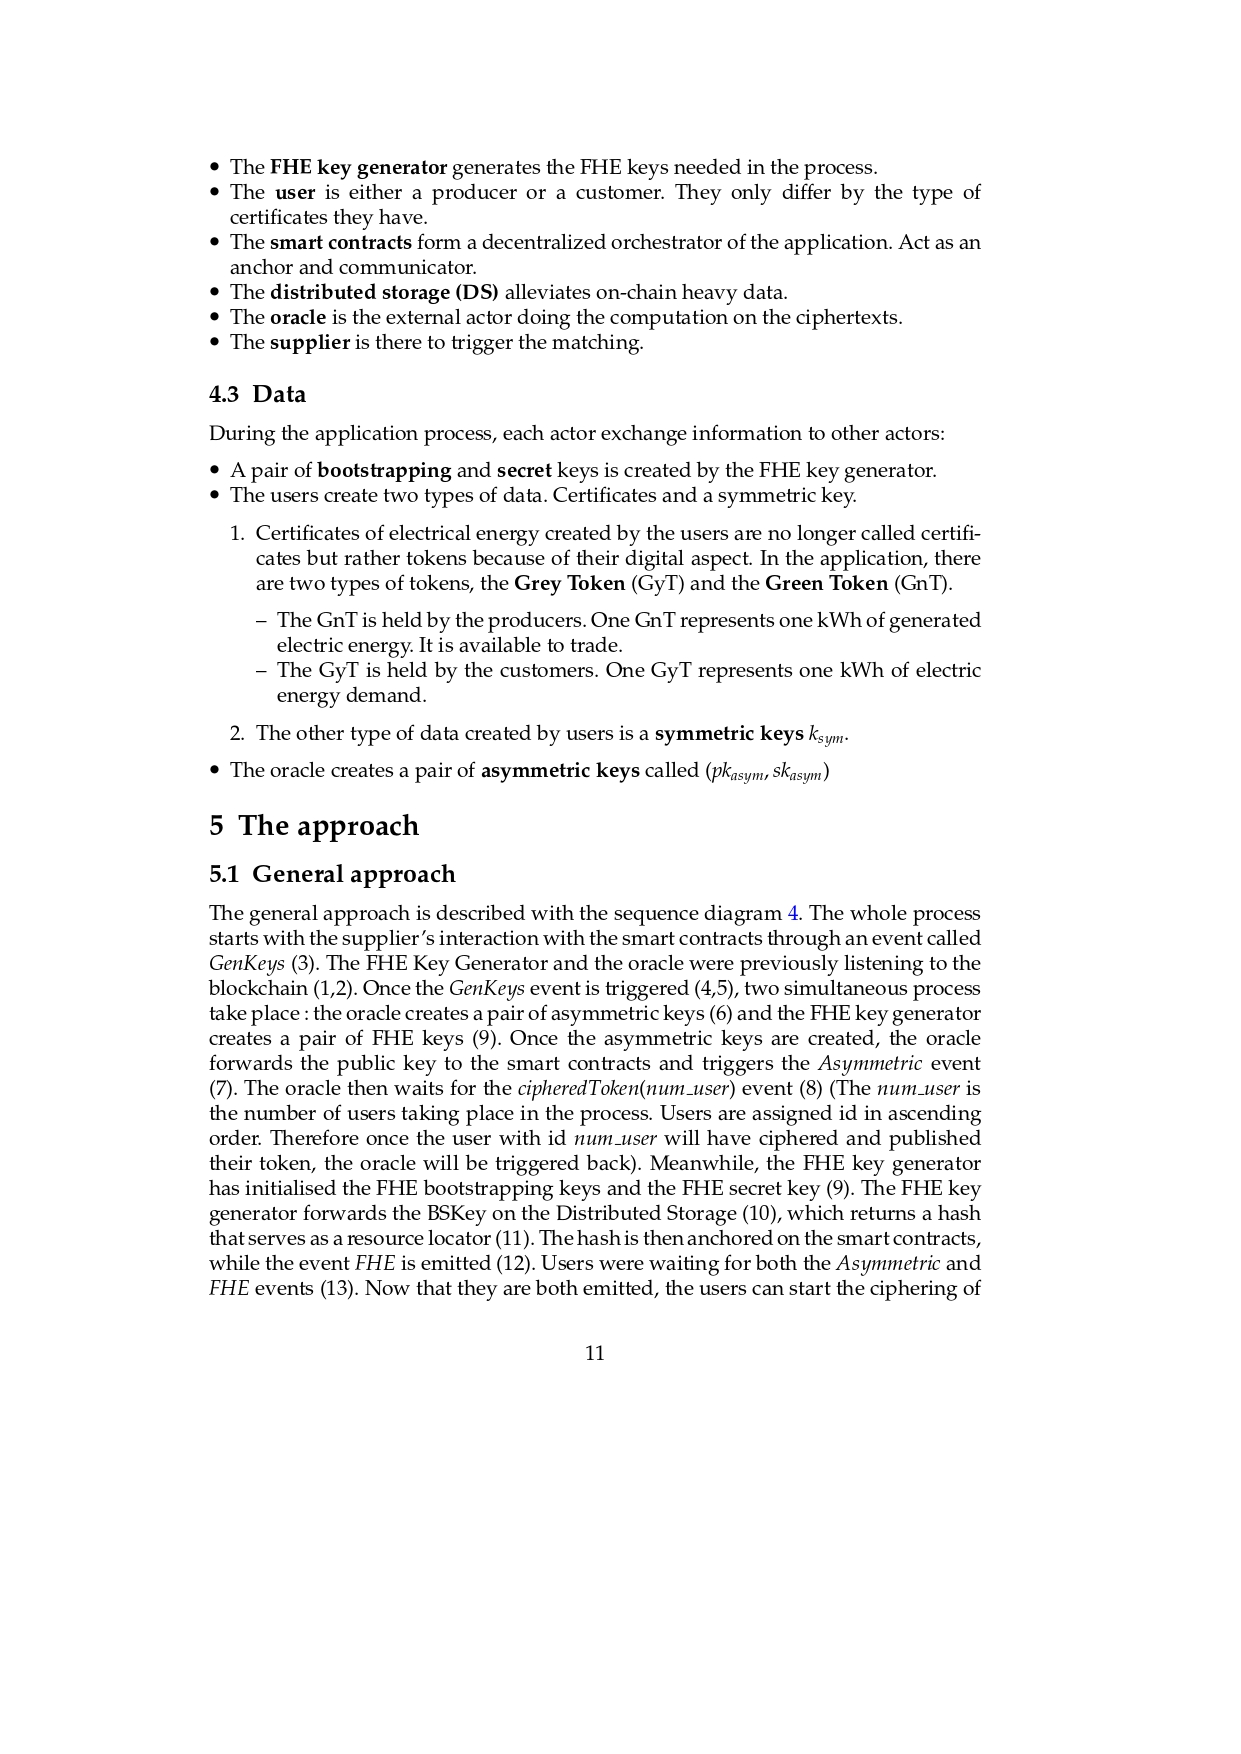 • The FHE key generator generates the FHE keys needed in the process.
• The user is either a producer or a customer. They only differ by the type of
certificates they have.
• The smart contracts form a decentralized orchestrator of the application. Act as an
anchor and communicator.
• The distributed storage (DS) alleviates on-chain heavy data.
• The oracle is the external actor doing the computation on the ciphertexts.
• The supplier is there to trigger the matching.
4.3 Data
During the application process, each actor exchange information to other actors:
• A pair of bootstrapping and secret keys is created by the FHE key generator.
• The users create two types of data. Certificates and a symmetric key.
1. Certificates of electrical energy created by the users are no longer called certifi-
cates but rather tokens because of their digital aspect. In the application, there
are two types of tokens, the Grey Token (GyT) and the Green Token (GnT).
– The GnT is held by the producers. One GnT represents one kWh of generated
electric energy. It is available to trade.
– The GyT is held by the customers. One GyT represents one kWh of electric
energy demand.
2. The other type of data created by users is a symmetric keys k_sym.
• The oracle creates a pair of asymmetric keys called (pk_asym, sk_asym)
5 The approach
5.1 General approach
The general approach is described with the sequence diagram 4. The whole process
starts with the supplier's interaction with the smart contracts through an event called
GenKeys (3). The FHE Key Generator and the oracle were previously listening to the
blockchain (1,2). Once the GenKeys event is triggered (4,5), two simultaneous process
take place : the oracle creates a pair of asymmetric keys (6) and the FHE key generator
creates a pair of FHE keys (9). Once the asymmetric keys are created, the oracle
forwards the public key to the smart contracts and triggers the Asymmetric event
(7). The oracle then waits for the cipheredToken(num_user) event (8) (The num_user is
the number of users taking place in the process. Users are assigned id in ascending
order. Therefore once the user with id num_user will have ciphered and published
their token, the oracle will be triggered back). Meanwhile, the FHE key generator
has initialised the FHE bootstrapping keys and the FHE secret key (9). The FHE key
generator forwards the BSKey on the Distributed Storage (10), which returns a hash
that serves as a resource locator (11). The hash is then anchored on the smart contracts,
while the event FHE is emitted (12). Users were waiting for both the Asymmetric and
FHE events (13). Now that they are both emitted, the users can start the ciphering of
11